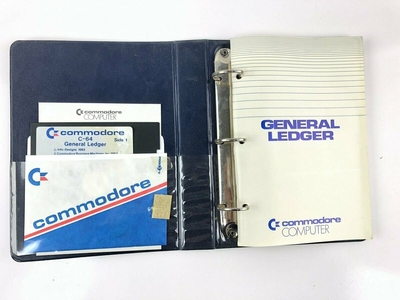 commodore
COMPUTER
commodore
C-64 Side 1
General Ledger
commodore
GENERAL
LEDGER
commodore
COMPUTER